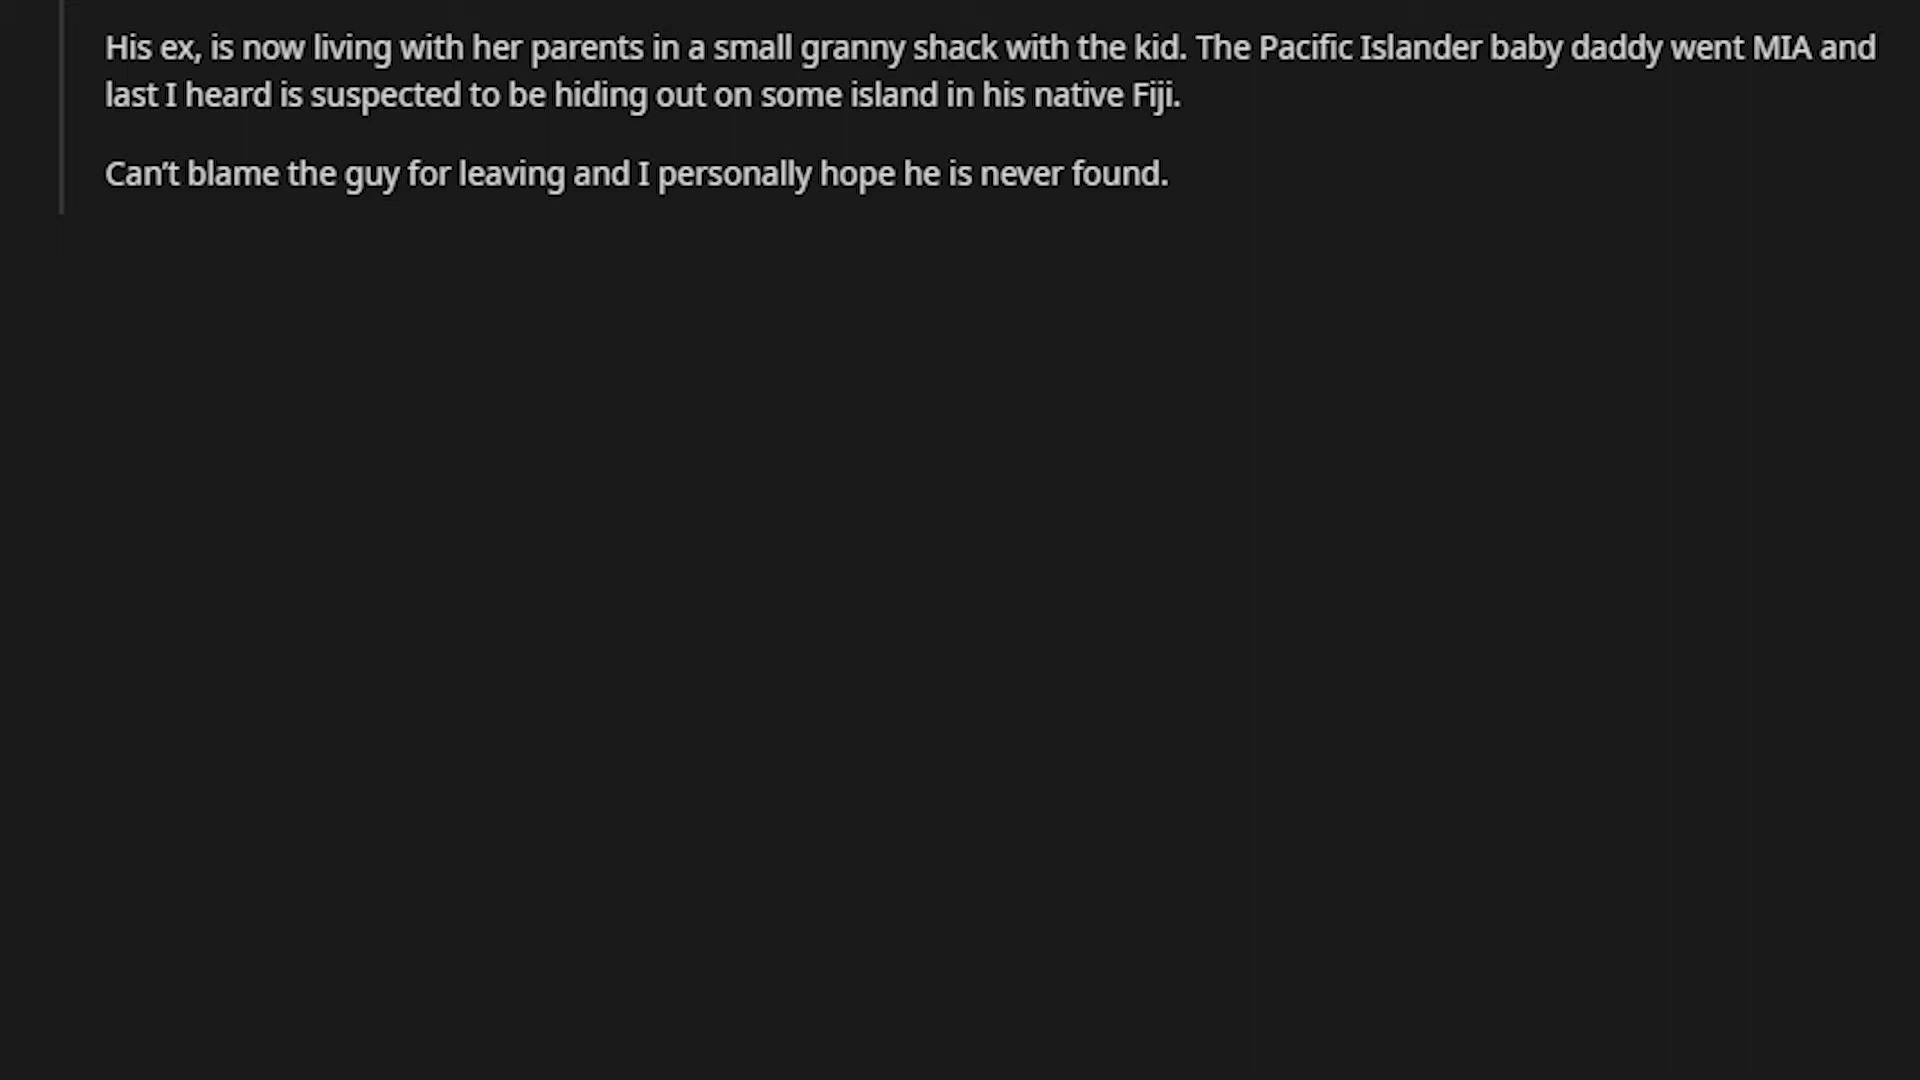 His ex, is now living with her parents in a small granny shack with the kid. The Pacific Islander baby daddy went MIA and
last I heard is suspected to be hiding out on some island in his native Fiji.
Can't blame the guy for leaving and I personally hope he is never found.